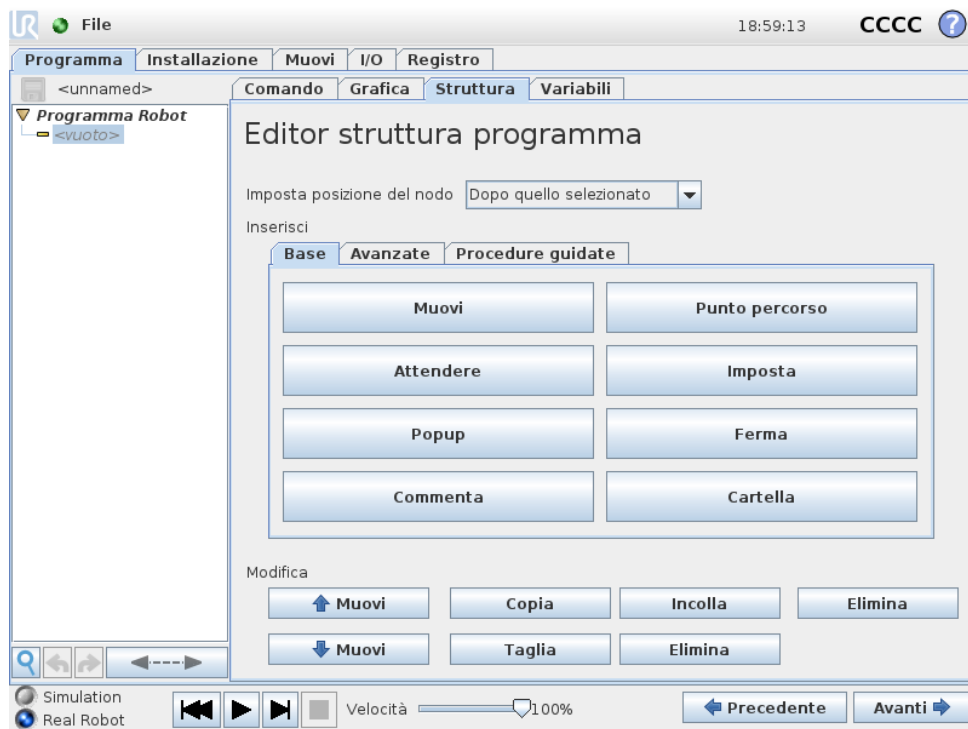 UR File 18:59:13 CCCC ?
Programma Installazione Muovi I/O Registro
<unnamed> Comando Grafica Struttura Variabili
Programma Robot
<vuoto>
Editor struttura programma
Imposta posizione del nodo Dopo quello selezionato
Inserisci
Base Avanzate Procedure guidate
Muovi Punto percorso
Attendere Imposta
Popup Ferma
Commenta Cartella
Modifica
Muovi Copia Incolla Elimina
Muovi Taglia Elimina
Simulation
Real Robot
Velocità 100% Precedente Avanti